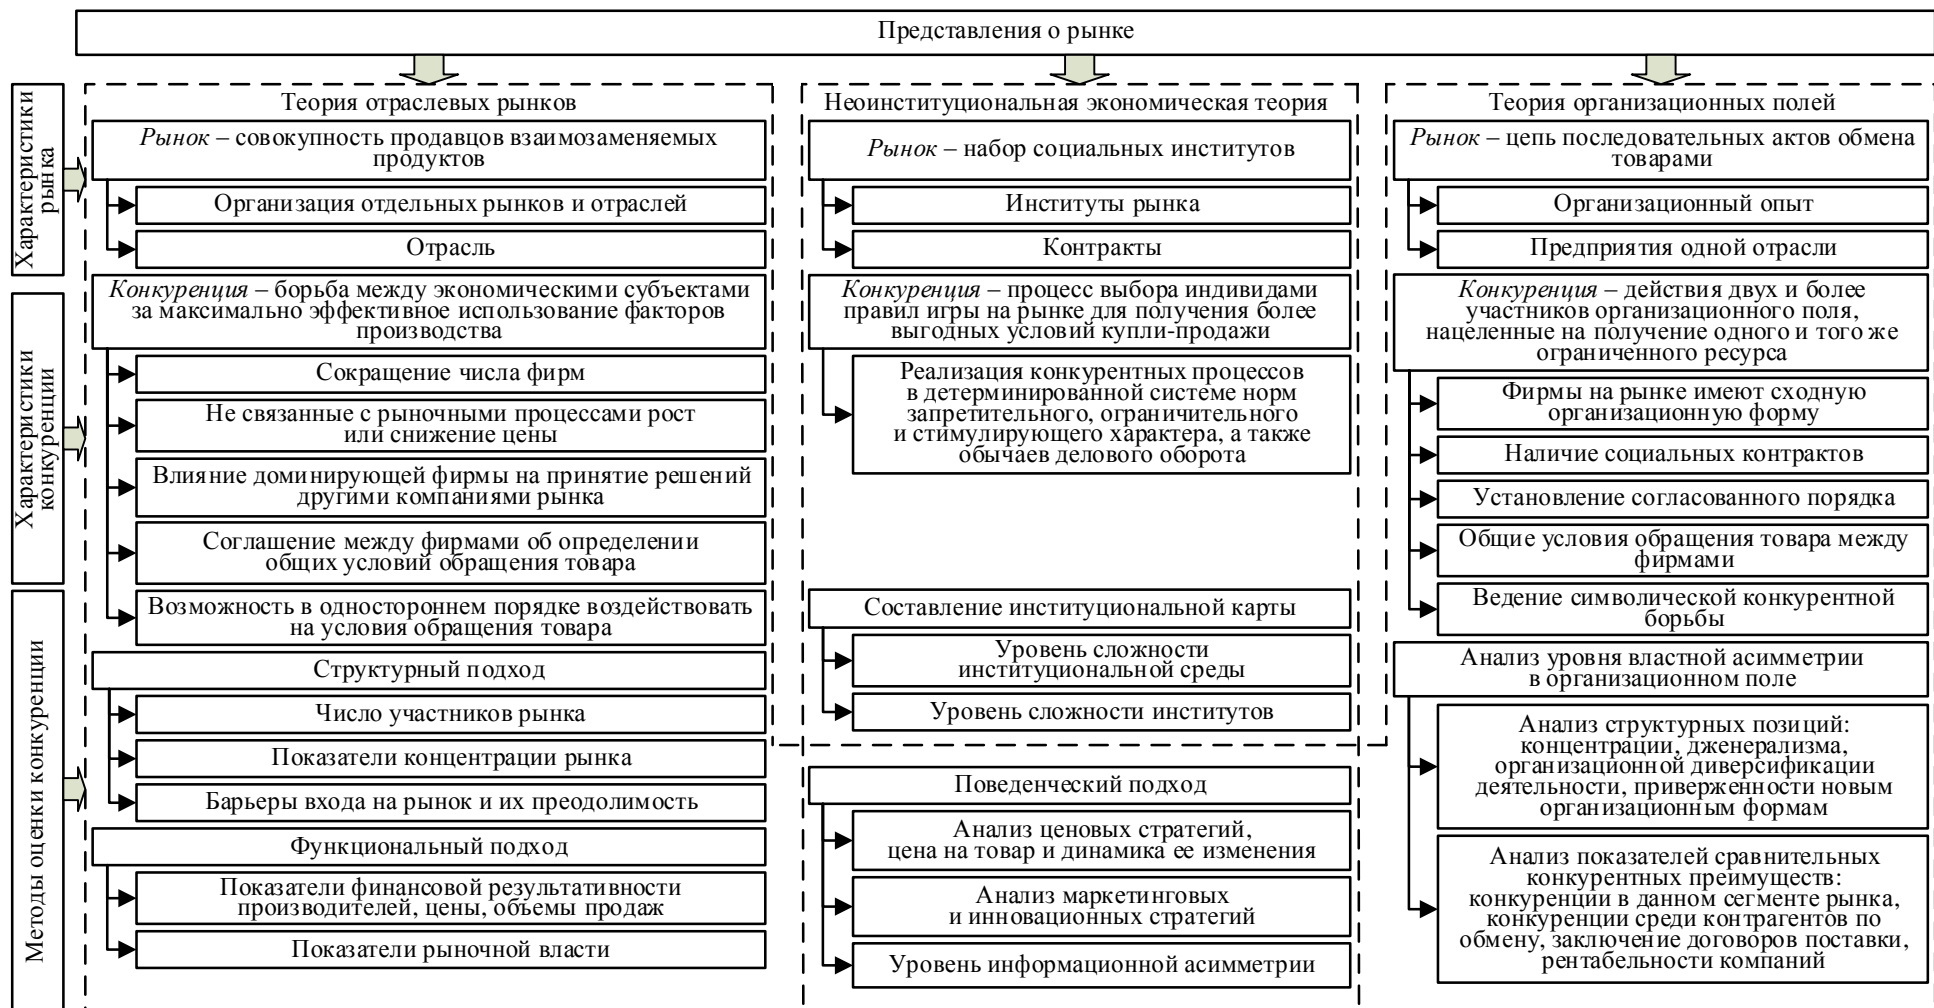 Представления о рынке
Характеристики
рынка
Характеристики
конкуренции
Методы оценки конкуренции
Теория отраслевых рынков
Рынок – совокупность продавцов взаимозаменяемых
продуктов
Организация отдельных рынков и отраслей
Отрасль
Конкуренция – борьба между экономическими субъектами
за максимально эффективное использование факторов
производства
Сокращение числа фирм
Не связанные с рыночными процессами рост
или снижение цены
Влияние доминирующей фирмы на принятие решений
другими компаниями рынка
Соглашение между фирмами об определении
общих условий обращения товара
Возможность в одностороннем порядке воздействовать
на условия обращения товара
Структурный подход
Число участников рынка
Показатели концентрации рынка
Барьеры входа на рынок и их преодолимость
Функциональный подход
Показатели финансовой результативности
производителей, цены, объемы продаж
Показатели рыночной власти
Неоинституциональная экономическая теория
Рынок – набор социальных институтов
Институты рынка
Контракты
Конкуренция – процесс выбора индивидами
правил игры на рынке для получения более
выгодных условий купли-продажи
Реализация конкурентных процессов
в детерминированной системе норм
запретительного, ограничительного
и стимулирующего характера, а также
обычаев делового оборота
Составление институциональной карты
Уровень сложности
институциональной среды
Уровень сложности институтов
Поведенческий подход
Анализ ценовых стратегий,
цена на товар и динамика ее изменения
Анализ маркетинговых
и инновационных стратегий
Уровень информационной асимметрии
Теория организационных полей
Рынок – цепь последовательных актов обмена
товарами
Организационный опыт
Предприятия одной отрасли
Конкуренция – действия двух и более
участников организационного поля,
нацеленные на получение одного и того же
ограниченного ресурса
Фирмы на рынке имеют сходную
организационную форму
Наличие социальных контрактов
Установление согласованного порядка
Общие условия обращения товара между
фирмами
Ведение символической конкурентной
борьбы
Анализ уровня властной асимметрии
в организационном поле
Анализ структурных позиций:
концентрации, дженерализма,
организационной диверсификации
деятельности, приверженности новым
организационным формам
Анализ показателей сравнительных
конкурентных преимуществ:
конкуренции в данном сегменте рынка,
конкуренции среди контрагентов по
обмену, заключение договоров поставки,
рентабельности компаний